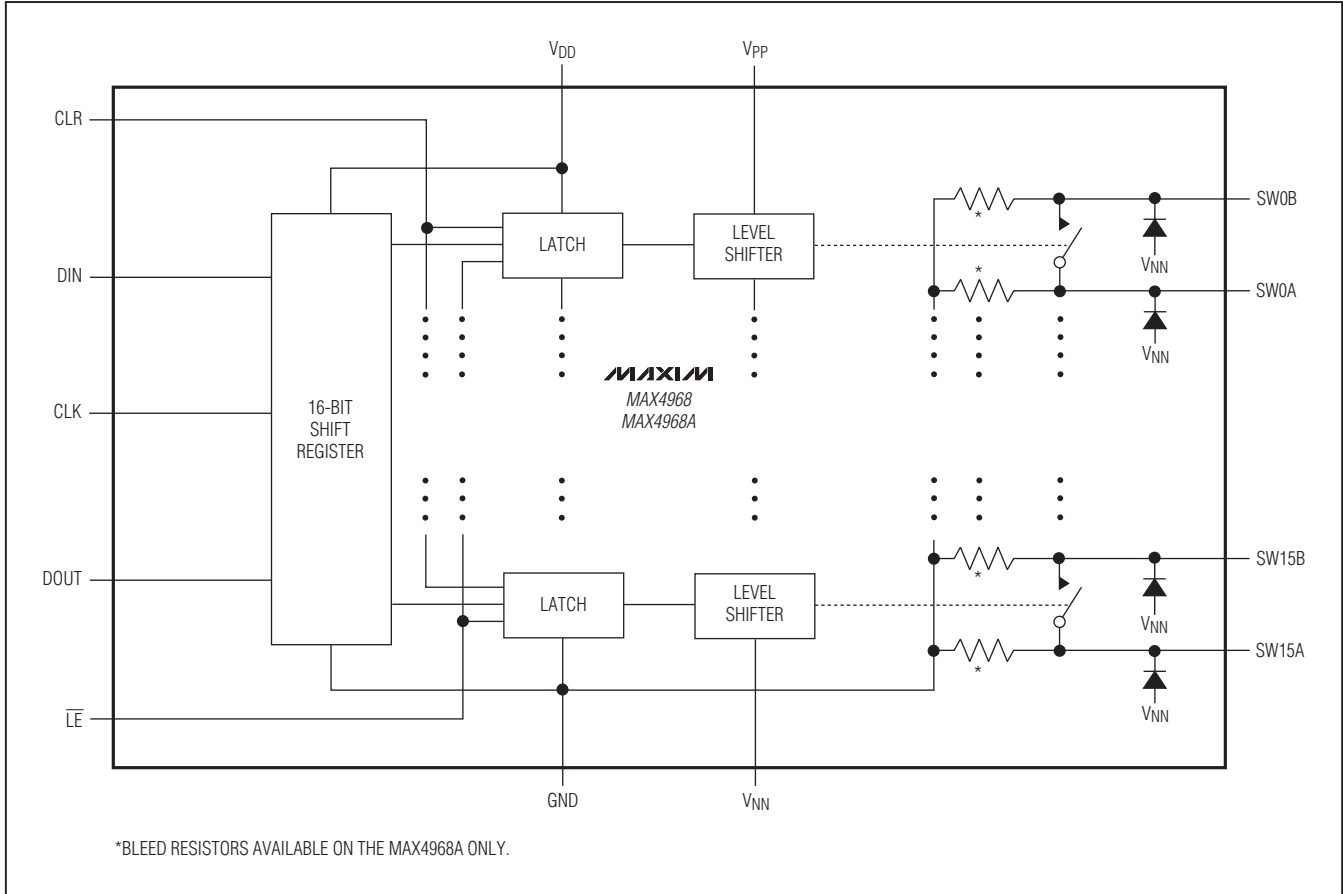 VDD
VPP
CLR
SW0B
*
LATCH
LEVEL
SHIFTER
VNN
DIN
*
SW0A
VNN
MAXIM
MAX4968
MAX4968A
CLK
16-BIT
SHIFT
REGISTER
SW15B
*
DOUT
LATCH
LEVEL
SHIFTER
VNN
SW15A
*
LE
VNN
GND
VNN
*BLEED RESISTORS AVAILABLE ON THE MAX4968A ONLY.